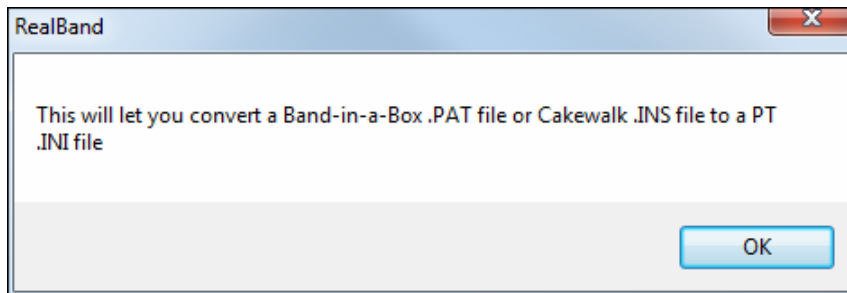 RealBand
This will let you convert a Band-in-a-Box .PAT file or Cakewalk .INS file to a PT
.INI file
OK